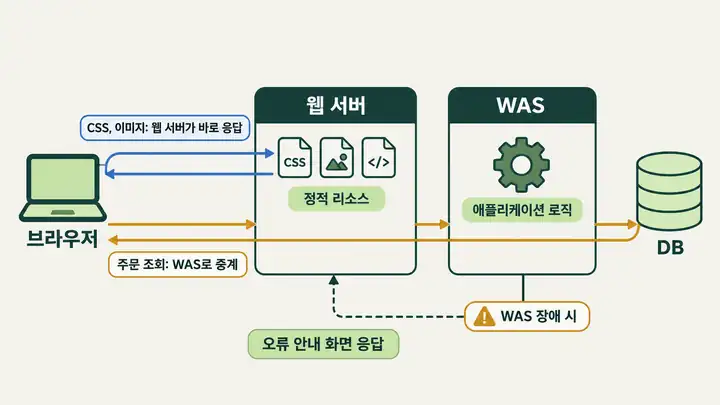 웹 서버
WAS
CSS, 이미지: 웹 서버가 바로 응답
CSS
</>
정적 리소스
애플리케이션 로직
브라우저
DB
주문 조회: WAS로 중계
WAS 장애 시
오류 안내 화면 응답